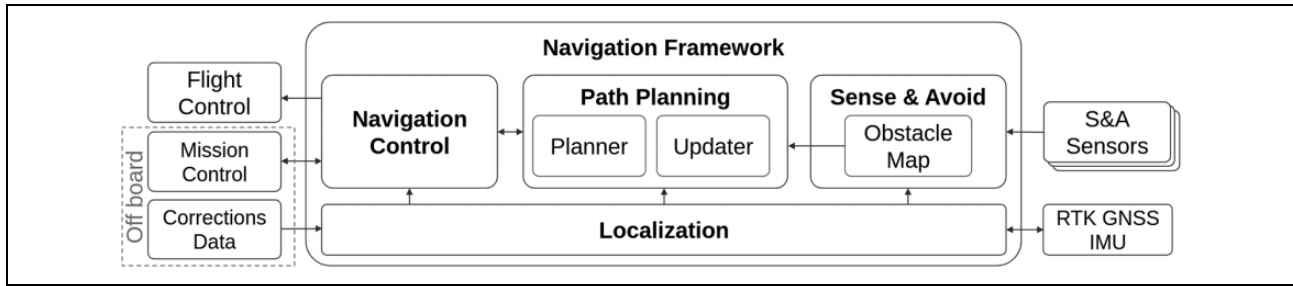 Navigation Framework
Flight
Control
Off board
Mission
Control
Corrections
Data
Navigation
Control
Path Planning
Planner
Updater
Sense & Avoid
Obstacle
Map
Localization
S&A
Sensors
RTK GNSS
IMU